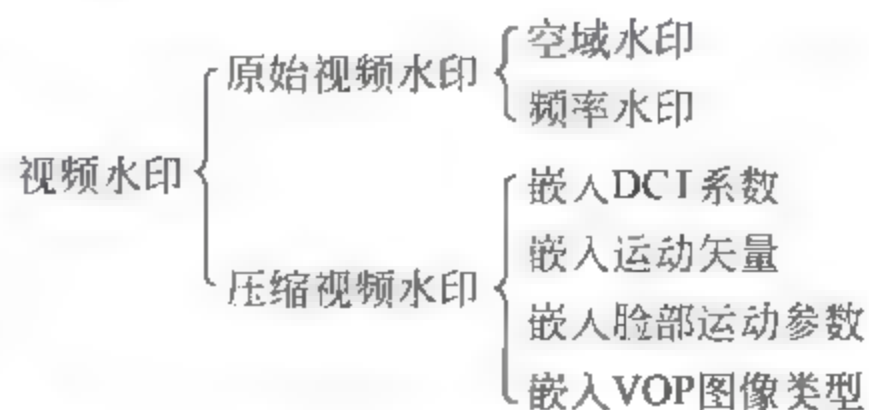 视频水印
原始视频水印
空域水印
频率水印
压缩视频水印
嵌入DCT系数
嵌入运动矢量
嵌入脸部运动参数
嵌入VOP图像类型